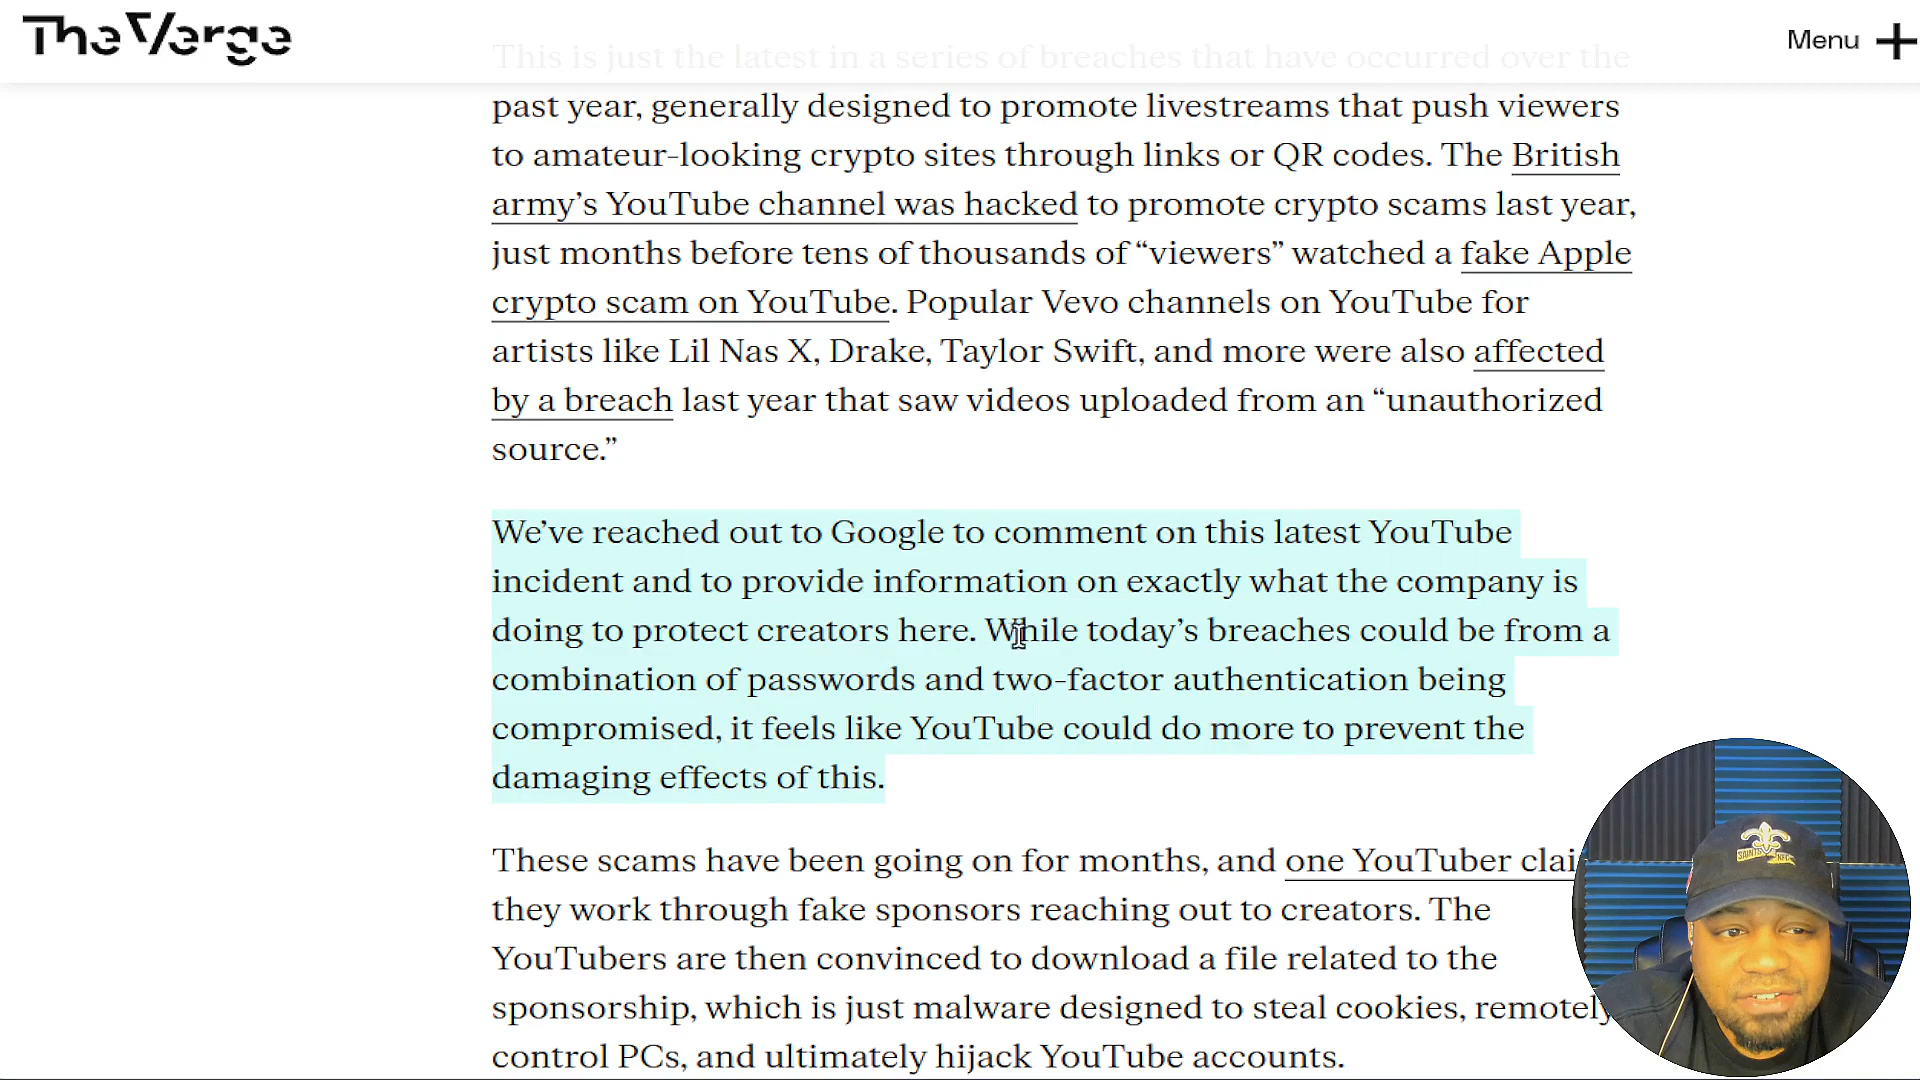 The Verge
Menu
This is just the latest in a series of breaches that have occurred over the
past year, generally designed to promote livestreams that push viewers
to amateur-looking crypto sites through links or QR codes. The British
army’s YouTube channel was hacked to promote crypto scams last year,
just months before tens of thousands of “viewers” watched a fake Apple
crypto scam on YouTube. Popular Vevo channels on YouTube for
artists like Lil Nas X, Drake, Taylor Swift, and more were also affected
by a breach last year that saw videos uploaded from an “unauthorized
source.”
We’ve reached out to Google to comment on this latest YouTube
incident and to provide information on exactly what the company is
doing to protect creators here. While today’s breaches could be from a
combination of passwords and two-factor authentication being
compromised, it feels like YouTube could do more to prevent the
damaging effects of this.
These scams have been going on for months, and one YouTuber clai
they work through fake sponsors reaching out to creators. The
YouTubers are then convinced to download a file related to the
sponsorship, which is just malware designed to steal cookies, remotely
control PCs, and ultimately hijack YouTube accounts.
SAINTS NFC